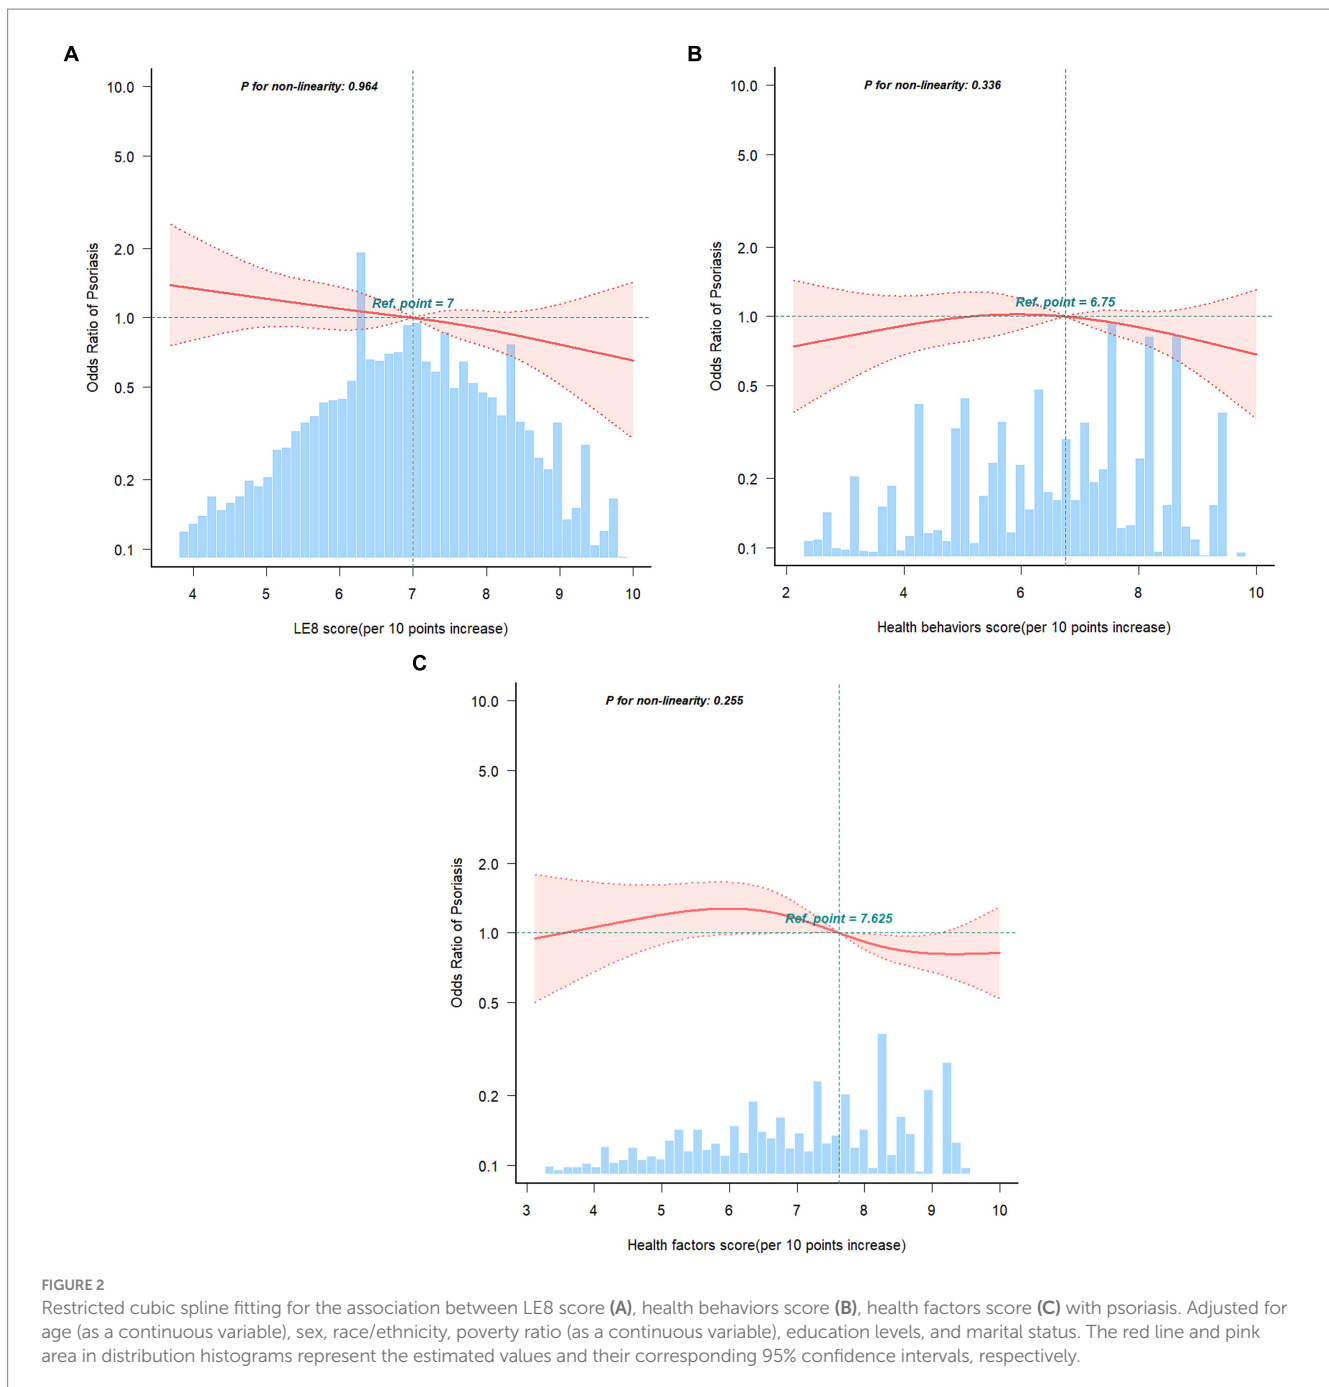 A
P for non-linearity: 0.964
10.0
5.0
2.0
1.0
0.5
0.2
0.1
Odds Ratio of Psoriasis
Ref. point = 7
4 5 6 7 8 9 10
LE8 score(per 10 points increase)
B
P for non-linearity: 0.336
10.0
5.0
2.0
1.0
0.5
0.2
0.1
Odds Ratio of Psoriasis
Ref. point = 6.75
2 4 6 8 10
Health behaviors score(per 10 points increase)
C
P for non-linearity: 0.255
10.0
5.0
2.0
1.0
0.5
0.2
0.1
Odds Ratio of Psoriasis
Ref. point = 7.625
3 4 5 6 7 8 9 10
Health factors score(per 10 points increase)
FIGURE 2
Restricted cubic spline fitting for the association between LE8 score (A), health behaviors score (B), health factors score (C) with psoriasis. Adjusted for
age (as a continuous variable), sex, race/ethnicity, poverty ratio (as a continuous variable), education levels, and marital status. The red line and pink
area in distribution histograms represent the estimated values and their corresponding 95% confidence intervals, respectively.